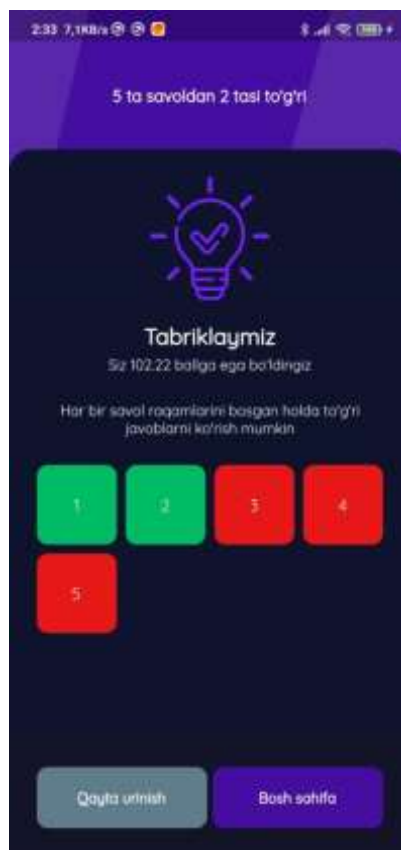 2:33 7,1KB/s
5 ta savoldan 2 tasi to'g'ri
Tabriklaymiz
Siz 102.22 ballga ega bo'ldingiz
Har bir savol raqamlarini bosgan holda to'g'ri
javoblarni ko'rish mumkin
1 2 3 4
5
Qayta urinish Bosh sahifa